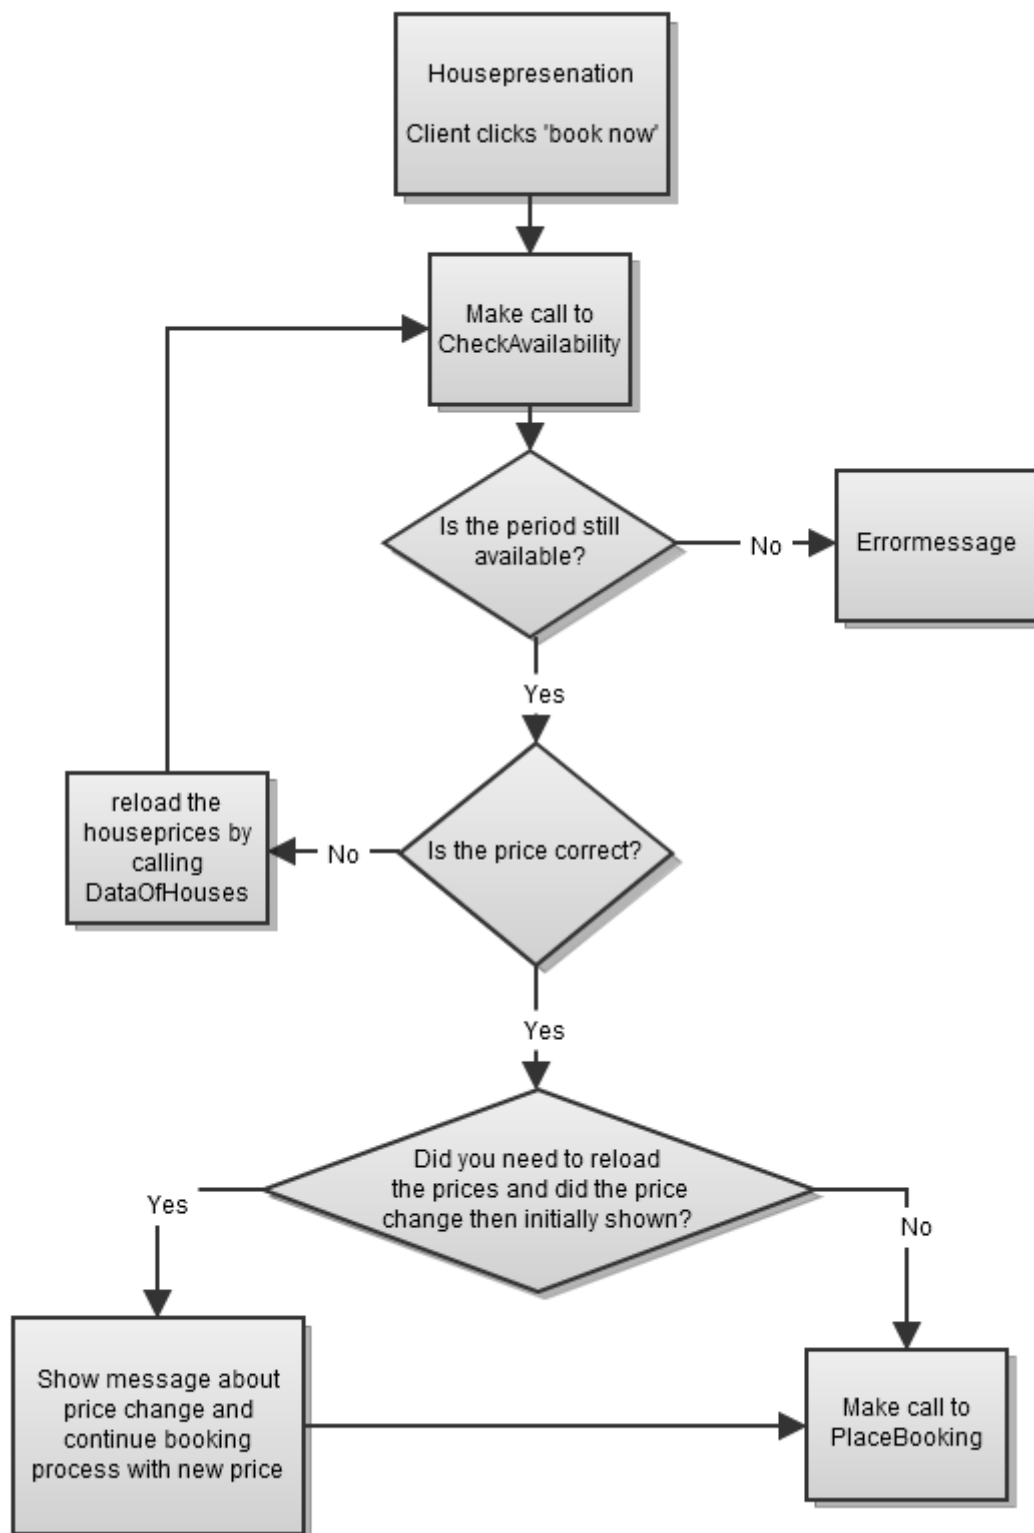 Housepresenation
Client clicks 'book now'
Make call to
CheckAvailability
Is the period still
available?
No
Errormessage
Yes
reload the
houseprices by
calling
DataOfHouses
No
Is the price correct?
Yes
Did you need to reload
the prices and did the price
change then initially shown?
Yes
No
Show message about
price change and
continue booking
process with new price
Make call to
PlaceBooking